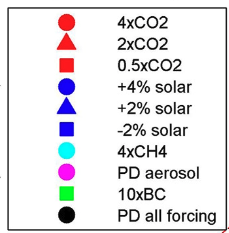 4xCO2
2xCO2
0.5xCO2
+4% solar
+2% solar
-2% solar
4xCH4
PD aerosol
10xBC
PD all forcing